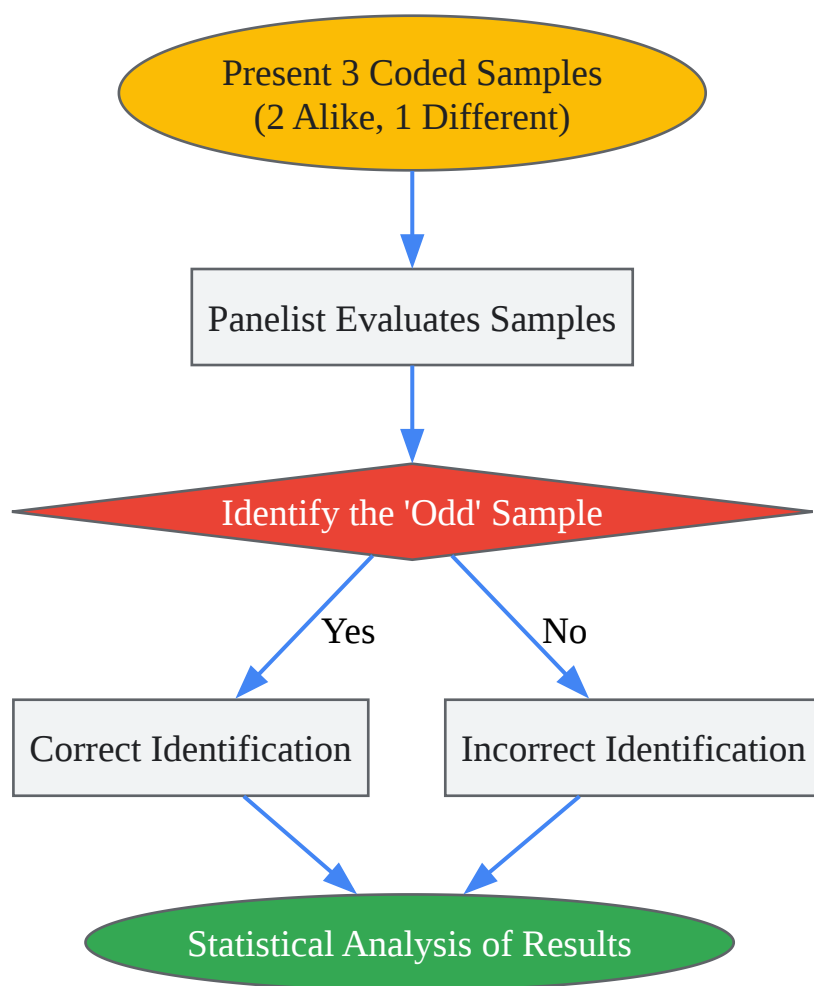 Present 3 Coded Samples
(2 Alike, 1 Different)
Panelist Evaluates Samples
Identify the 'Odd' Sample
Yes
No
Correct Identification
Incorrect Identification
Statistical Analysis of Results